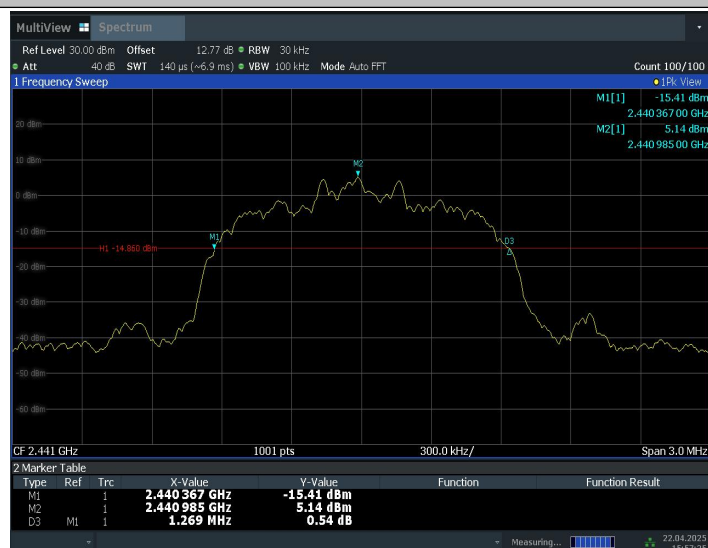 MultiView Spectrum
Ref Level 30.00 dBm Offset 12.77 dB RBW 30 kHz
Att 40 dB SWT 140 µs (~6.9 ms) VBW 100 kHz Mode Auto FFT Count 100/100
1 Frequency Sweep 1Pk View
M1[1] -15.41 dBm
2.440 367 00 GHz
M2[1] 5.14 dBm
2.440 985 00 GHz
20 dBm
10 dBm
M2
0 dBm
-10 dBm
M1
D3
H1 -14.860 dBm
-20 dBm
-30 dBm
-40 dBm
-50 dBm
-60 dBm
CF 2.441 GHz 1001 pts 300.0 kHz/ Span 3.0 MHz
2 Marker Table
Type Ref Trc X-Value Y-Value Function Function Result
M1 1 2.440 367 GHz -15.41 dBm
M2 1 2.440 985 GHz 5.14 dBm
D3 M1 1 1.269 MHz 0.54 dB
Measuring... 22.04.2025